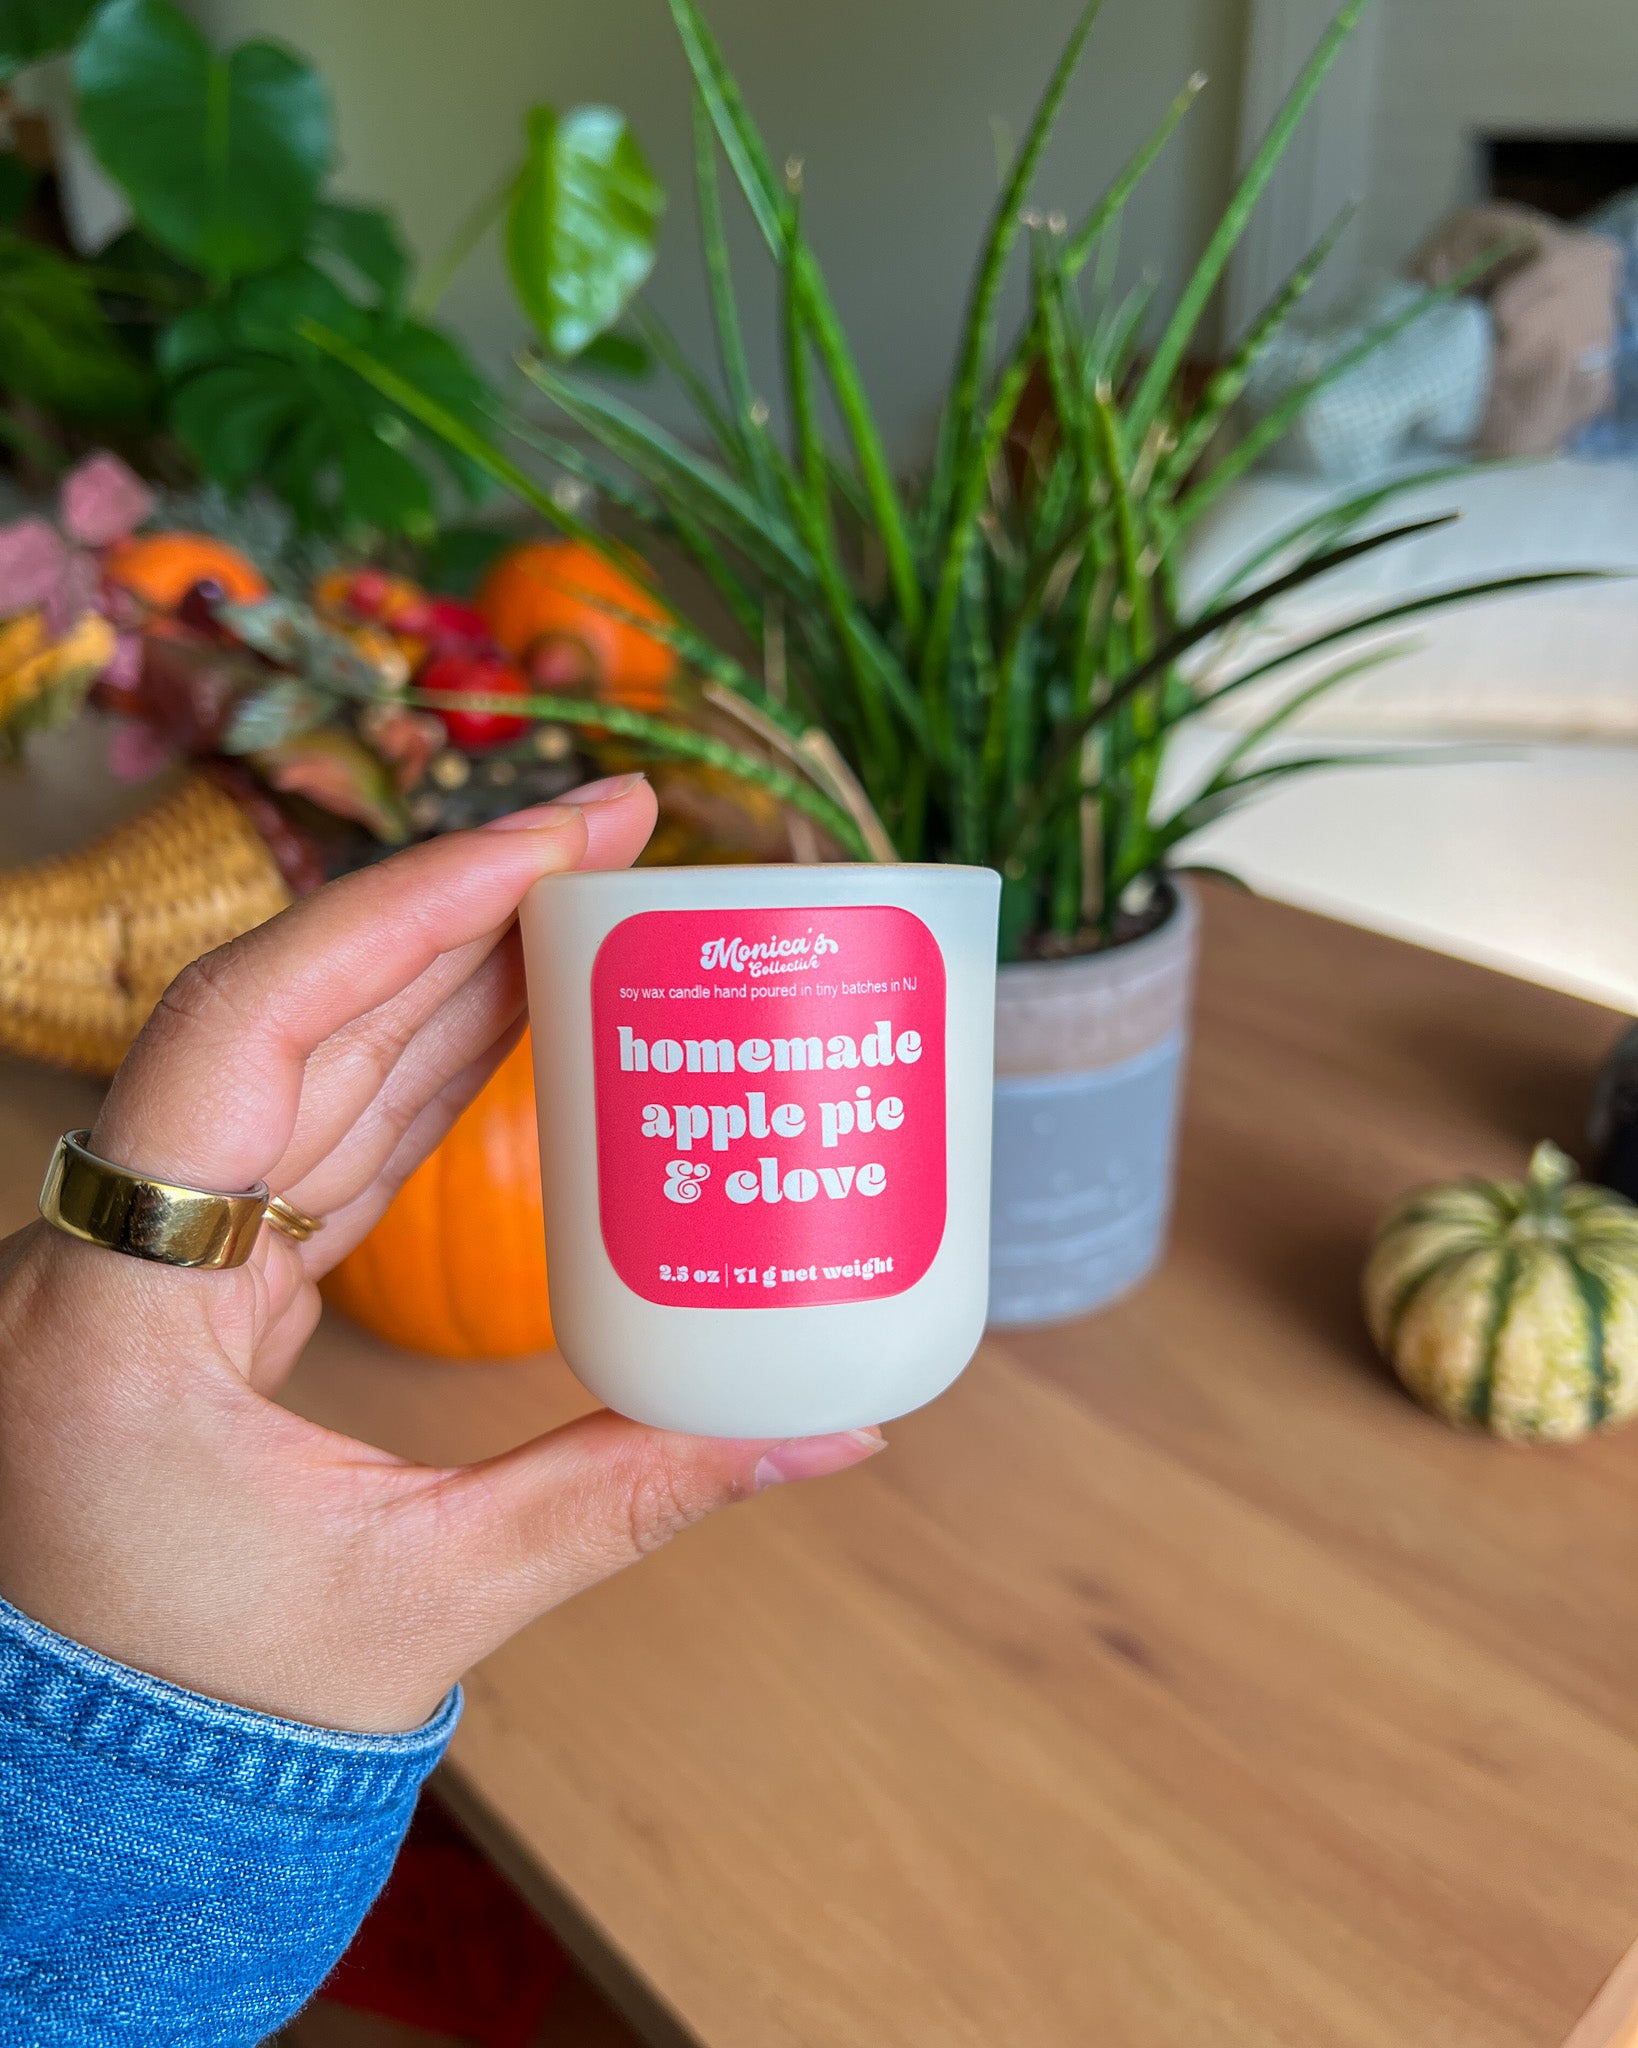 Monica's
Collective
soy wax candle hand poured in tiny batches in NJ
homemade
apple pie
& clove
2.5 oz | 71 g net weight